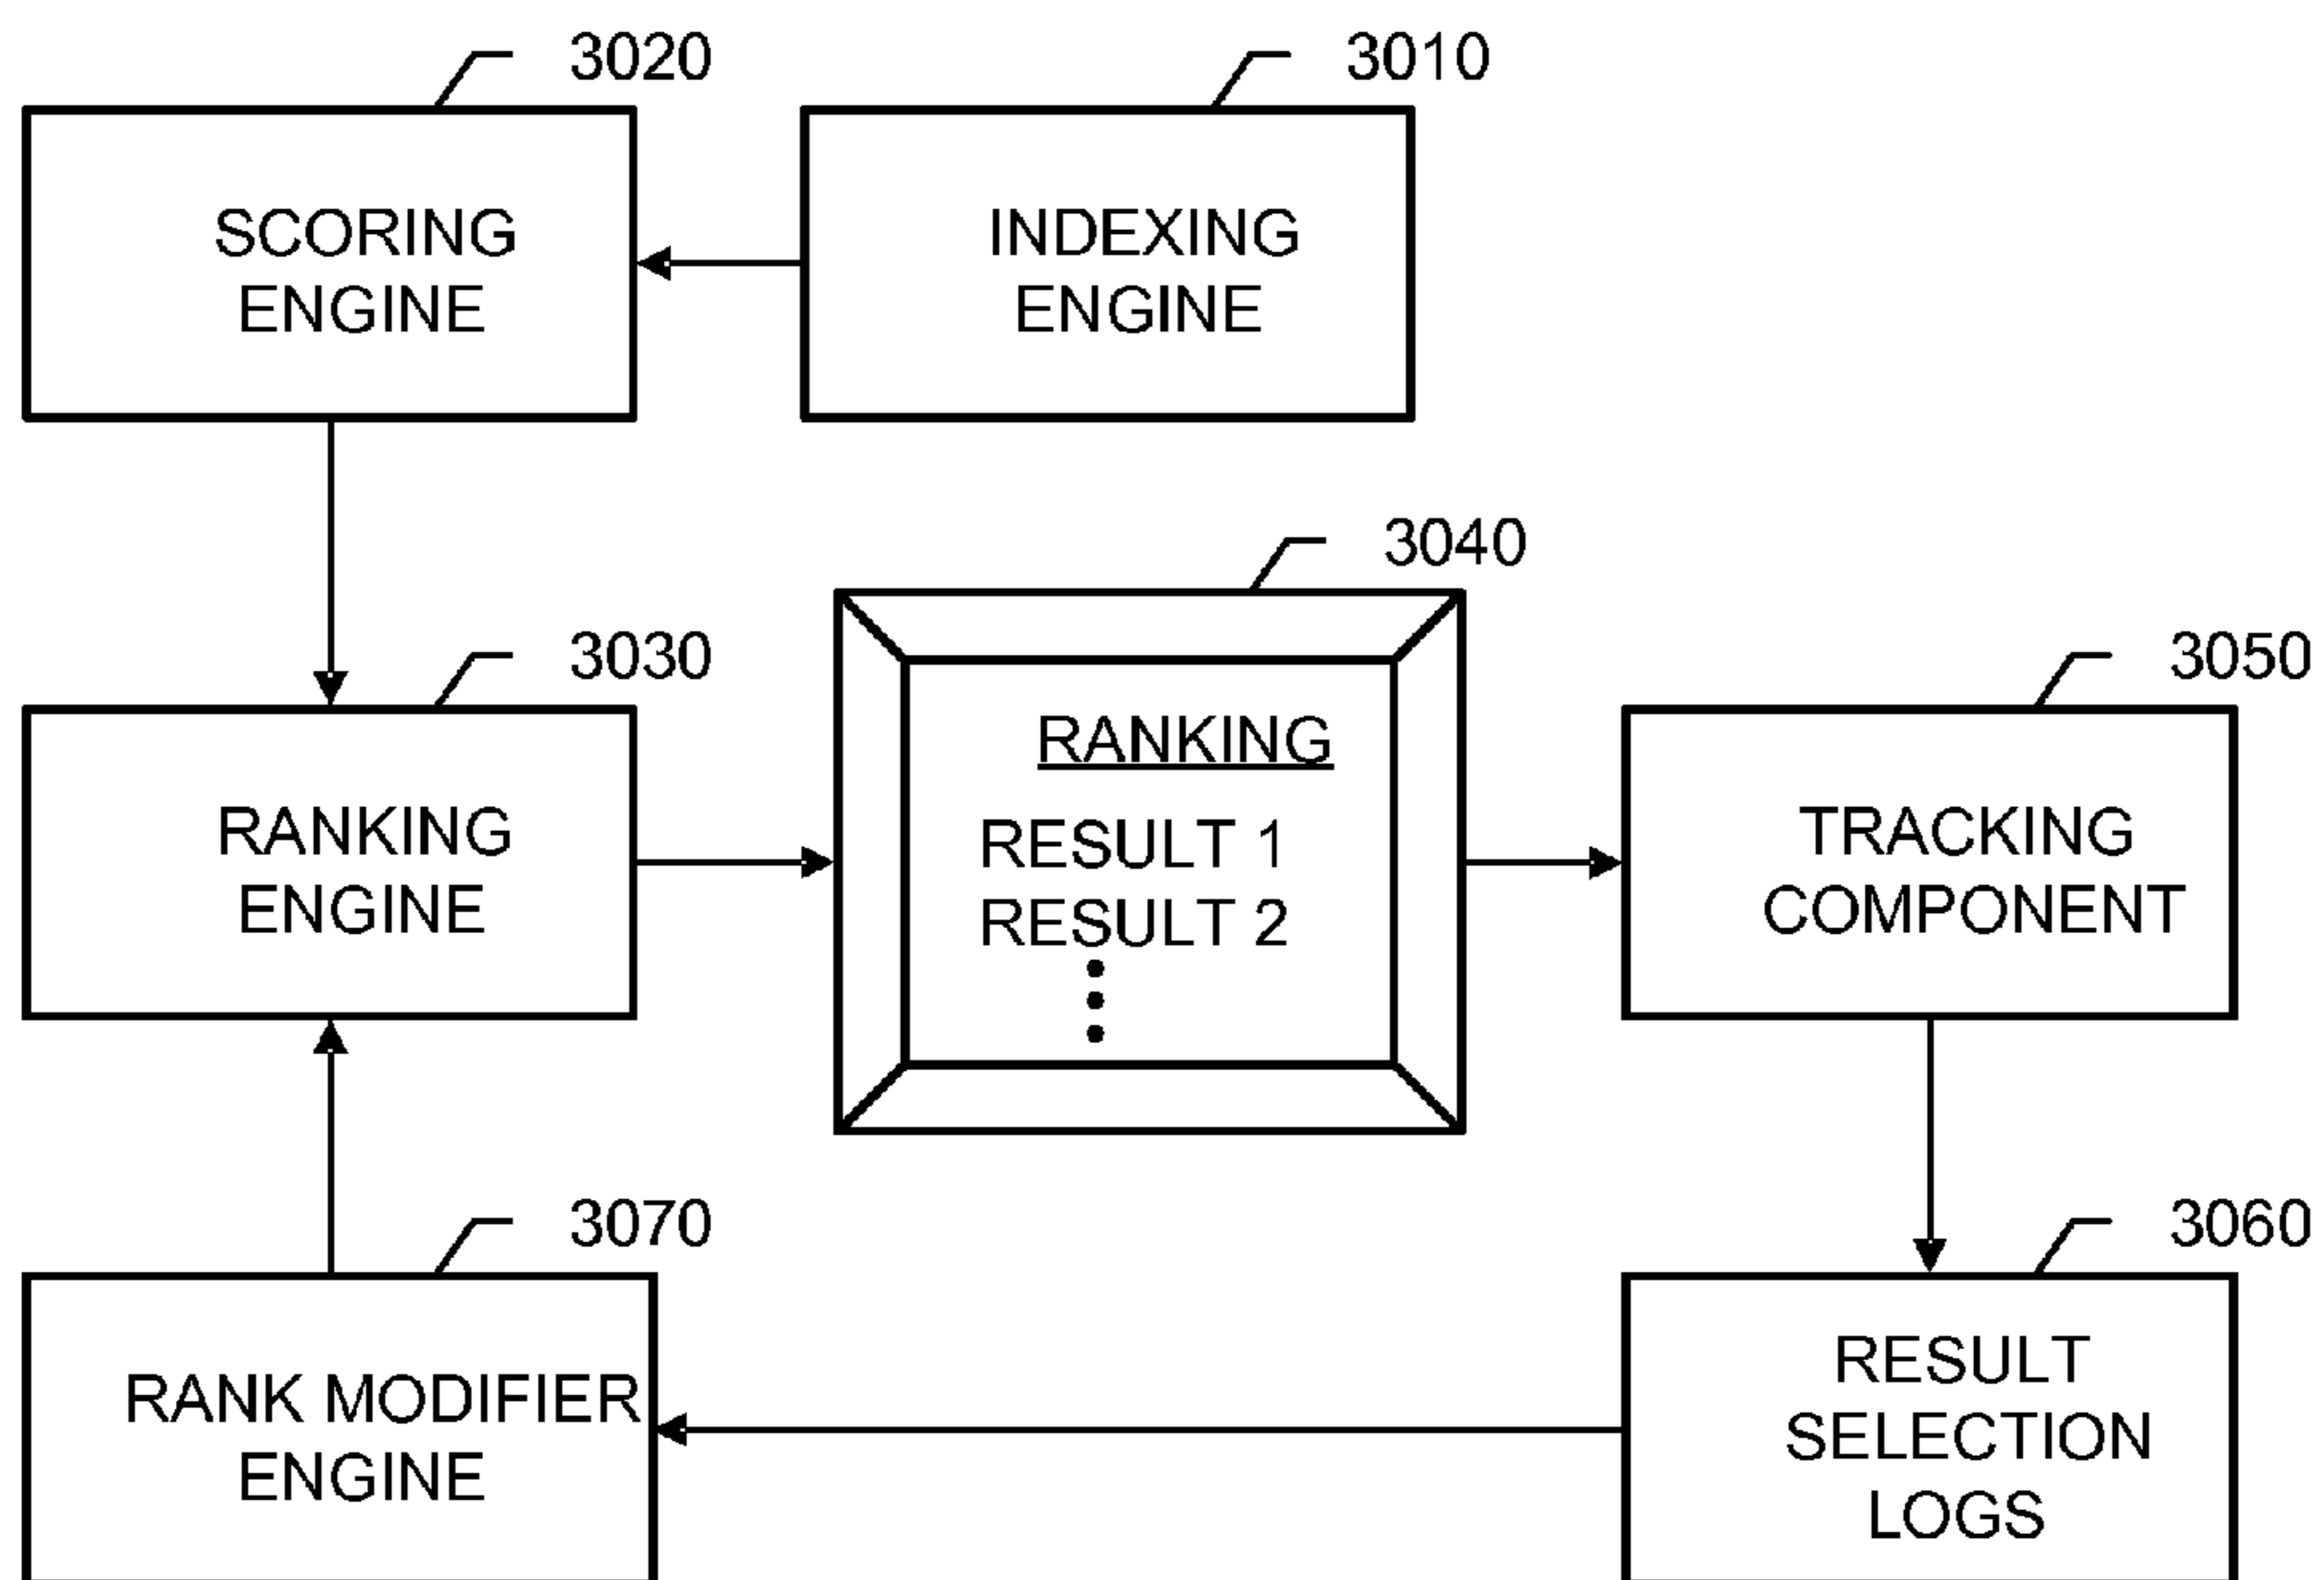 3020
3010
SCORING
ENGINE
INDEXING
ENGINE
3040
3030
3050
RANKING
RESULT 1
RESULT 2
RANKING
ENGINE
TRACKING
COMPONENT
3070
3060
RANK MODIFIER
ENGINE
RESULT
SELECTION
LOGS